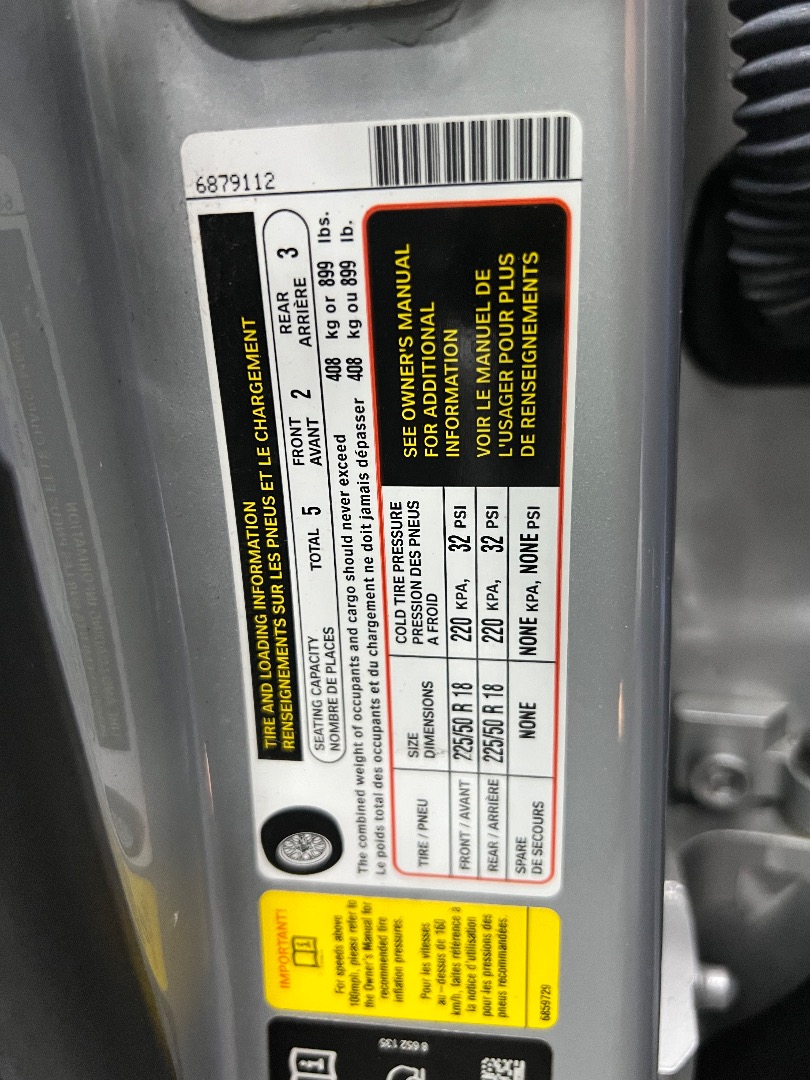 6879112
TIRE AND LOADING INFORMATION
RENSEIGNEMENTS SUR LES PNEUS ET LE CHARGEMENT
SEATING CAPACITY
NOMBRE DE PLACES
TOTAL 5
FRONT
AVANT 2
REAR
ARRIÈRE 3
The combined weight of occupants and cargo should never exceed 408 kg or 899 lbs.
Le poids total des occupants et du chargement ne doit jamais dépasser 408 kg ou 899 lb.
TIRE / PNEU
SIZE
DIMENSIONS
COLD TIRE PRESSURE
PRESSION DES PNEUS
A FROID
FRONT / AVANT 225/50 R 18 220 KPA, 32 PSI
REAR / ARRIÈRE 225/50 R 18 220 KPA, 32 PSI
SPARE
DE SECOURS
NONE NONE KPA, NONE PSI
SEE OWNER'S MANUAL
FOR ADDITIONAL
INFORMATION
VOIR LE MANUEL DE
L'USAGER POUR PLUS
DE RENSEIGNEMENTS
IMPORTANT!
For speeds above
100mph, please refer to
the Owner's Manual for
recommended tire
inflation pressures.
Pour les vitesses
au-dessus de 160
km/h, faites référence à
la notice d'utilisation
pour les pressions des
pneus recommandées.
6859729
8 652 135